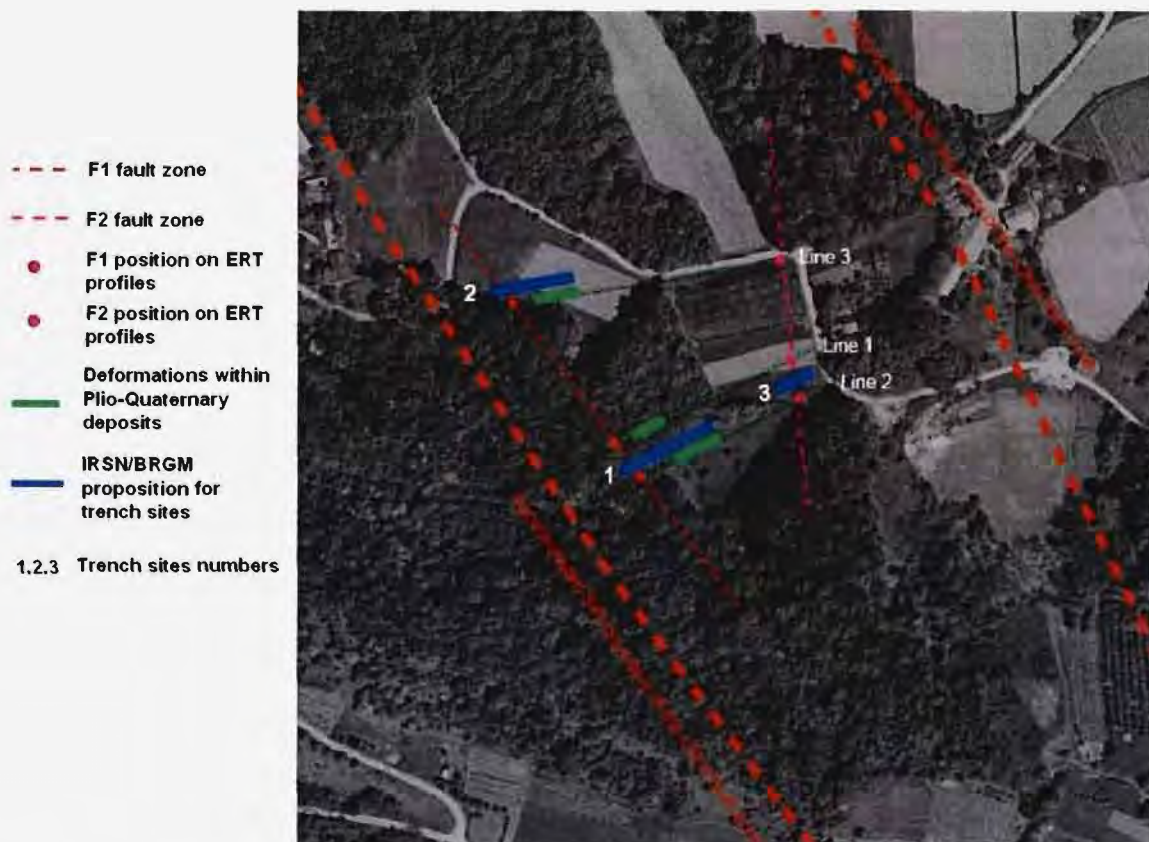 F1 fault zone
F2 fault zone
F1 position on ERT
profiles
F2 position on ERT
profiles
Deformations within
Plio-Quaternary
deposits
IRSN/BRGM
proposition for
trench sites
1.2.3 Trench sites numbers
2
Line 3
Line 1
3
Line 2
1